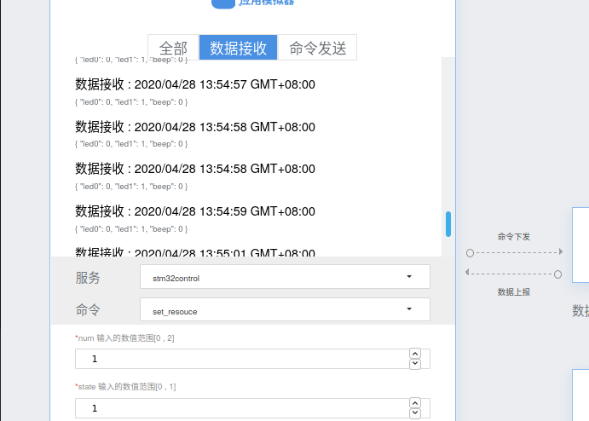 应用模拟器
全部 数据接收 命令发送
{ "led0": 0, "led1": 1, "beep": 0 }
数据接收 : 2020/04/28 13:54:57 GMT+08:00
{ "led0": 0, "led1": 1, "beep": 0 }
数据接收 : 2020/04/28 13:54:58 GMT+08:00
{ "led0": 0, "led1": 1, "beep": 0 }
数据接收 : 2020/04/28 13:54:58 GMT+08:00
{ "led0": 0, "led1": 1, "beep": 0 }
数据接收 : 2020/04/28 13:54:59 GMT+08:00
{ "led0": 0, "led1": 1, "beep": 0 }
数据接收 : 2020/04/28 13:55:01 GMT+08:00
服务 stm32control
命令 set_resouce
*num 输入的数值范围[0 , 2]
1
*state 输入的数值范围[0 , 1]
1
命令下发
数据上报
数据